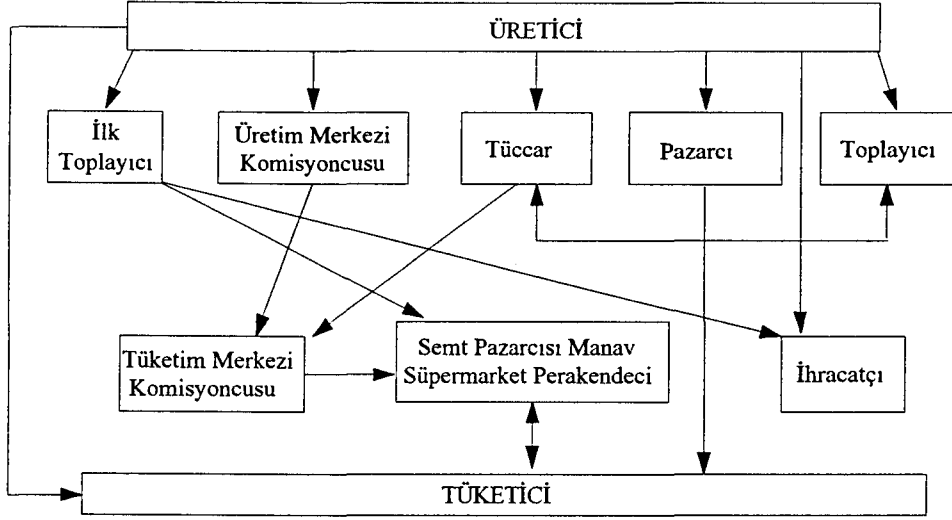 ÜRETİCİ
İlk
Toplayıcı
Üretim Merkezi
Komisyoncusu
Tüccar
Pazarcı
Toplayıcı
Tüketim Merkezi
Komisyoncusu
Semt Pazarcısı Manav
Süpermarket Perakendeci
İhracatçı
TÜKETİCİ